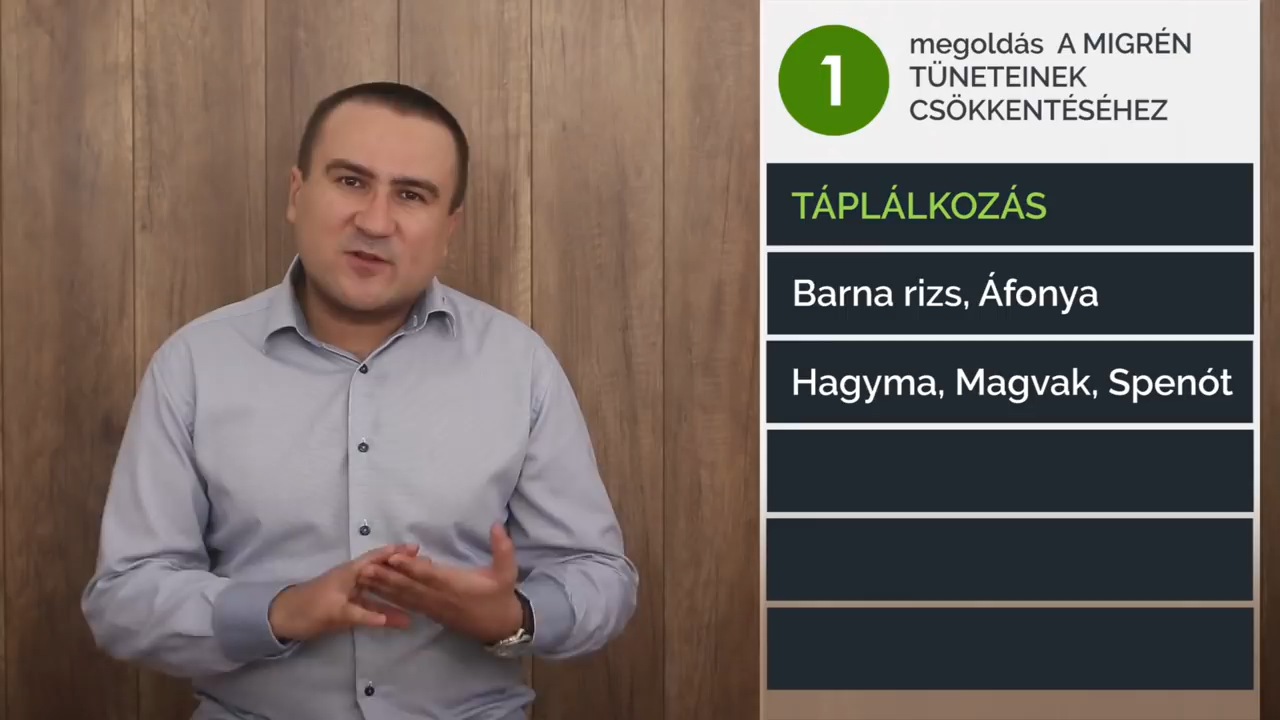 1
megoldás A MIGRÉN
TÜNETEINEK
CSÖKKENTÉSÉHEZ
TÁPLÁLKOZÁS
Barna rizs, Áfonya
Hagyma, Magvak, Spenót